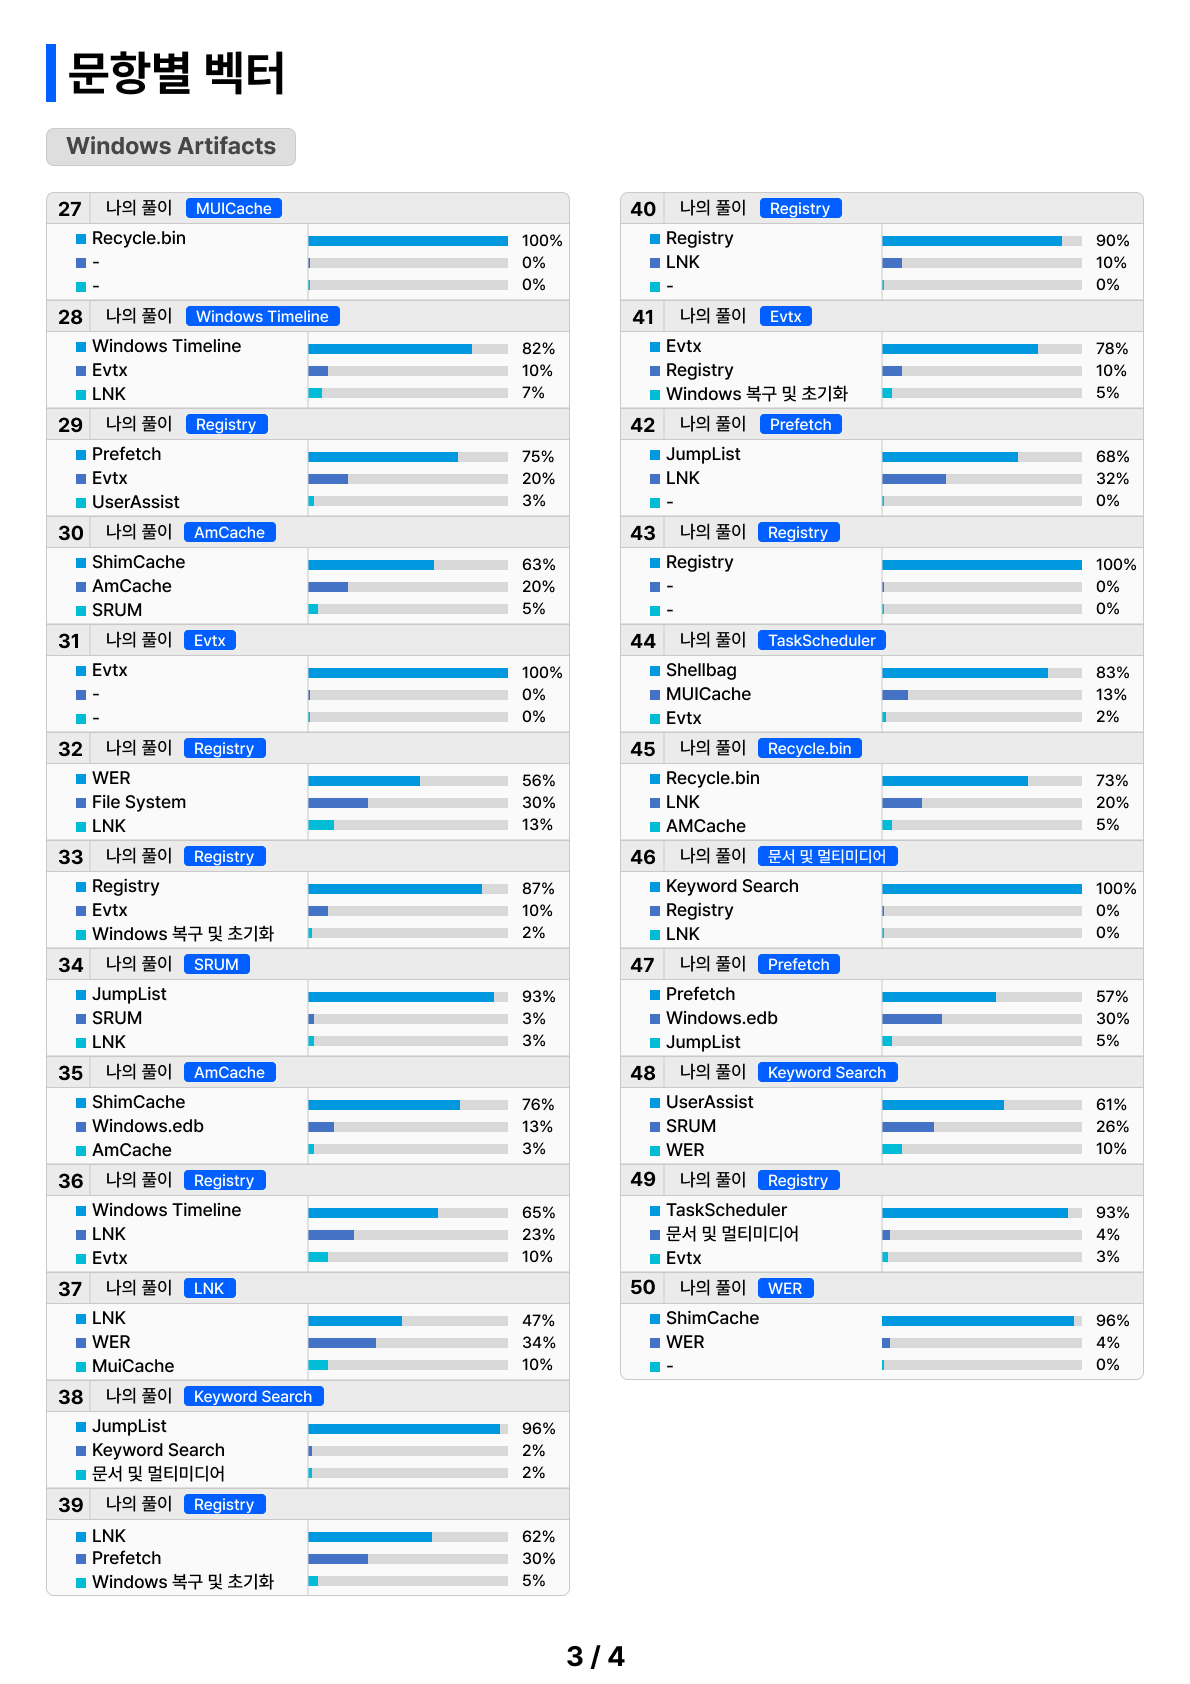 문항별 벡터
Windows Artifacts
27 나의 풀이 MUICache
Recycle.bin 100%
- 0%
- 0%
28 나의 풀이 Windows Timeline
Windows Timeline 82%
Evtx 10%
LNK 7%
29 나의 풀이 Registry
Prefetch 75%
Evtx 20%
UserAssist 3%
30 나의 풀이 AmCache
ShimCache 63%
AmCache 20%
SRUM 5%
31 나의 풀이 Evtx
Evtx 100%
- 0%
- 0%
32 나의 풀이 Registry
WER 56%
File System 30%
LNK 13%
33 나의 풀이 Registry
Registry 87%
Evtx 10%
Windows 복구 및 초기화 2%
34 나의 풀이 SRUM
JumpList 93%
SRUM 3%
LNK 3%
35 나의 풀이 AmCache
ShimCache 76%
Windows.edb 13%
AmCache 3%
36 나의 풀이 Registry
Windows Timeline 65%
LNK 23%
Evtx 10%
37 나의 풀이 LNK
LNK 47%
WER 34%
MuiCache 10%
38 나의 풀이 Keyword Search
JumpList 96%
Keyword Search 2%
문서 및 멀티미디어 2%
39 나의 풀이 Registry
LNK 62%
Prefetch 30%
Windows 복구 및 초기화 5%
40 나의 풀이 Registry
Registry 90%
LNK 10%
- 0%
41 나의 풀이 Evtx
Evtx 78%
Registry 10%
Windows 복구 및 초기화 5%
42 나의 풀이 Prefetch
JumpList 68%
LNK 32%
- 0%
43 나의 풀이 Registry
Registry 100%
- 0%
- 0%
44 나의 풀이 TaskScheduler
Shellbag 83%
MUICache 13%
Evtx 2%
45 나의 풀이 Recycle.bin
Recycle.bin 73%
LNK 20%
AMCache 5%
46 나의 풀이 문서 및 멀티미디어
Keyword Search 100%
Registry 0%
LNK 0%
47 나의 풀이 Prefetch
Prefetch 57%
Windows.edb 30%
JumpList 5%
48 나의 풀이 Keyword Search
UserAssist 61%
SRUM 26%
WER 10%
49 나의 풀이 Registry
TaskScheduler 93%
문서 및 멀티미디어 4%
Evtx 3%
50 나의 풀이 WER
ShimCache 96%
WER 4%
- 0%
3 / 4